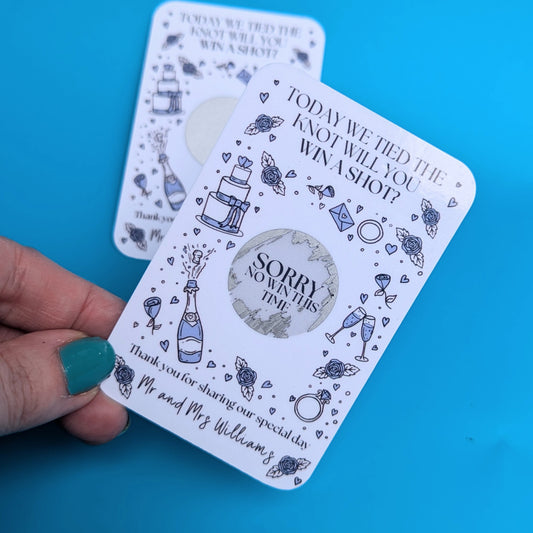 TODAY WE TIED THE
KNOT WILL YOU
WIN A SHOT?
Thank
M
TODAY WE TIED THE
KNOT WILL YOU
WIN A SHOT?
SORRY
NO WIN THIS
TIME
Thank you for sharing our special day
Mr and Mrs Williams